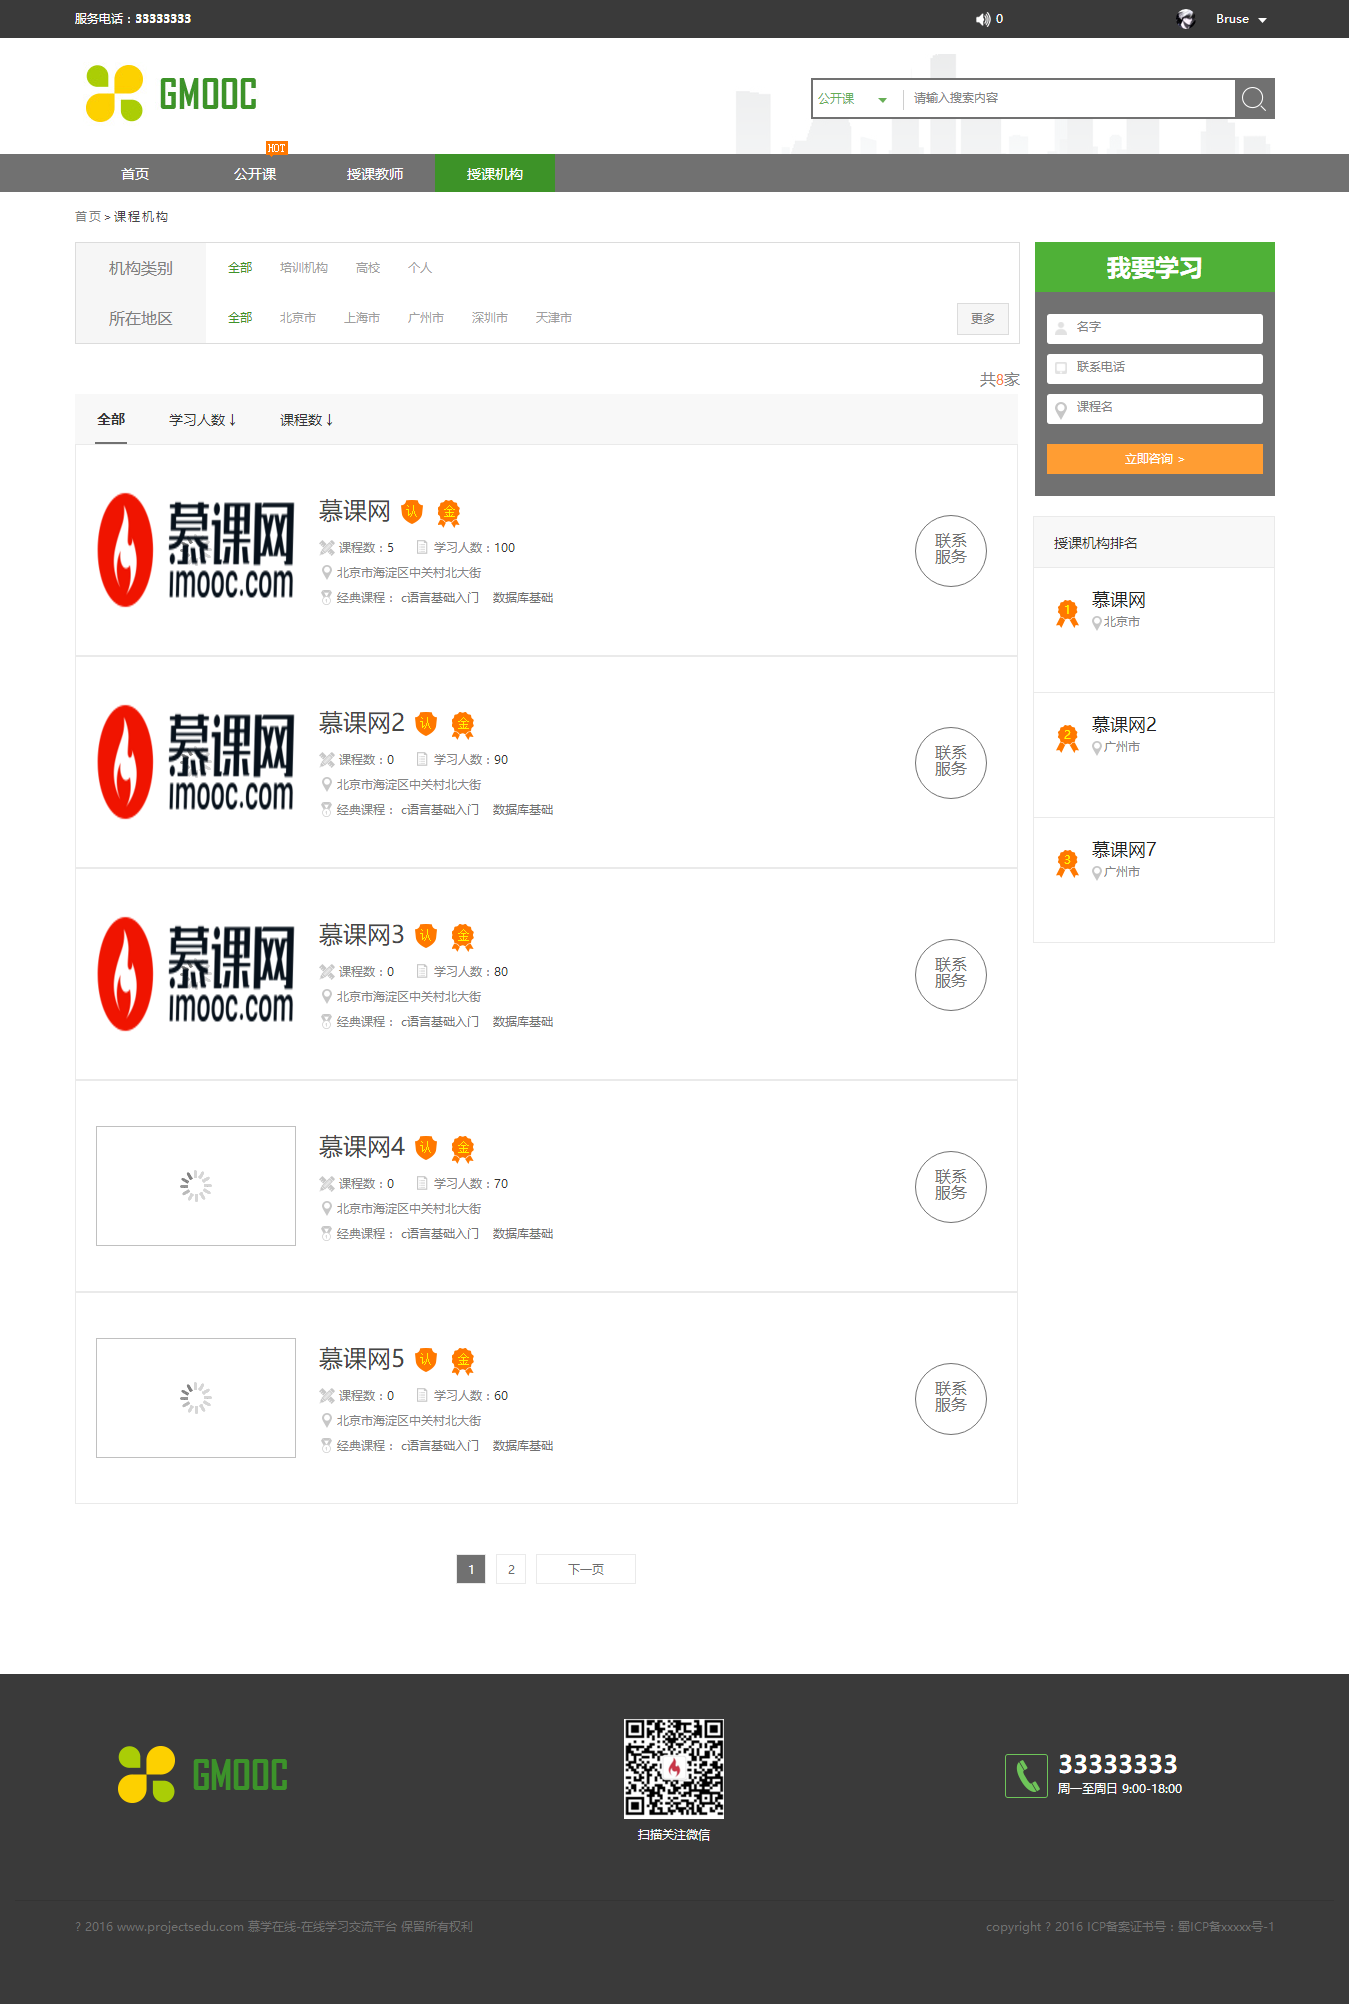 服务电话：33333333
0
Bruse
GMOOC
公开课
请输入搜索内容
HOT
首页
公开课
授课教师
授课机构
首页>课程机构
机构类别
全部 培训机构 高校 个人
所在地区
全部 北京市 上海市 广州市 深圳市 天津市
更多
共8家
全部 学习人数↓ 课程数↓
慕课网
imooc.com
慕课网 认 金
课程数：5 学习人数：100
北京市海淀区中关村北大街
经典课程： c语言基础入门 数据库基础
联系
服务
慕课网
imooc.com
慕课网2 认 金
课程数：0 学习人数：90
北京市海淀区中关村北大街
经典课程： c语言基础入门 数据库基础
联系
服务
慕课网
imooc.com
慕课网3 认 金
课程数：0 学习人数：80
北京市海淀区中关村北大街
经典课程： c语言基础入门 数据库基础
联系
服务
慕课网4 认 金
课程数：0 学习人数：70
北京市海淀区中关村北大街
经典课程： c语言基础入门 数据库基础
联系
服务
慕课网5 认 金
课程数：0 学习人数：60
北京市海淀区中关村北大街
经典课程： c语言基础入门 数据库基础
联系
服务
1 2 下一页
我要学习
名字
联系电话
课程名
立即咨询 >
授课机构排名
1 慕课网
北京市
2 慕课网2
广州市
3 慕课网7
广州市
GMOOC
扫描关注微信
33333333
周一至周日 9:00-18:00
? 2016 www.projectsedu.com 慕学在线-在线学习交流平台 保留所有权利
copyright ? 2016 ICP备案证书号：蜀ICP备xxxxx号-1